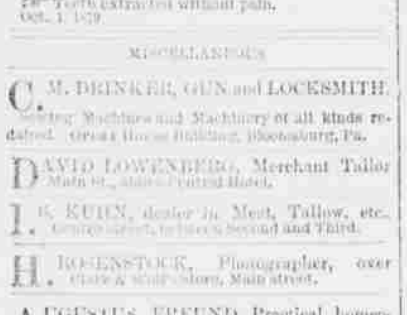 Teeth extracted without pain.
Oct. 1, 1879
MISCELLANEOUS
C. M. DRINKER, GUN and LOCKSMITH.
Sewing Machines and Machinery of all kinds re-
paired. Opera House Building, Bloomsburg, Pa.
DAVID LOWENBERG, Merchant Tailor
Main St., above Central Hotel.
I. S. KUHN, dealer in Meat, Tallow, etc.,
Centre street, between Second and Third.
H. ROSENSTOCK, Photographer, over
Clark & Wolf's Store, Main street.
AUGUSTUS FREUND, Practical